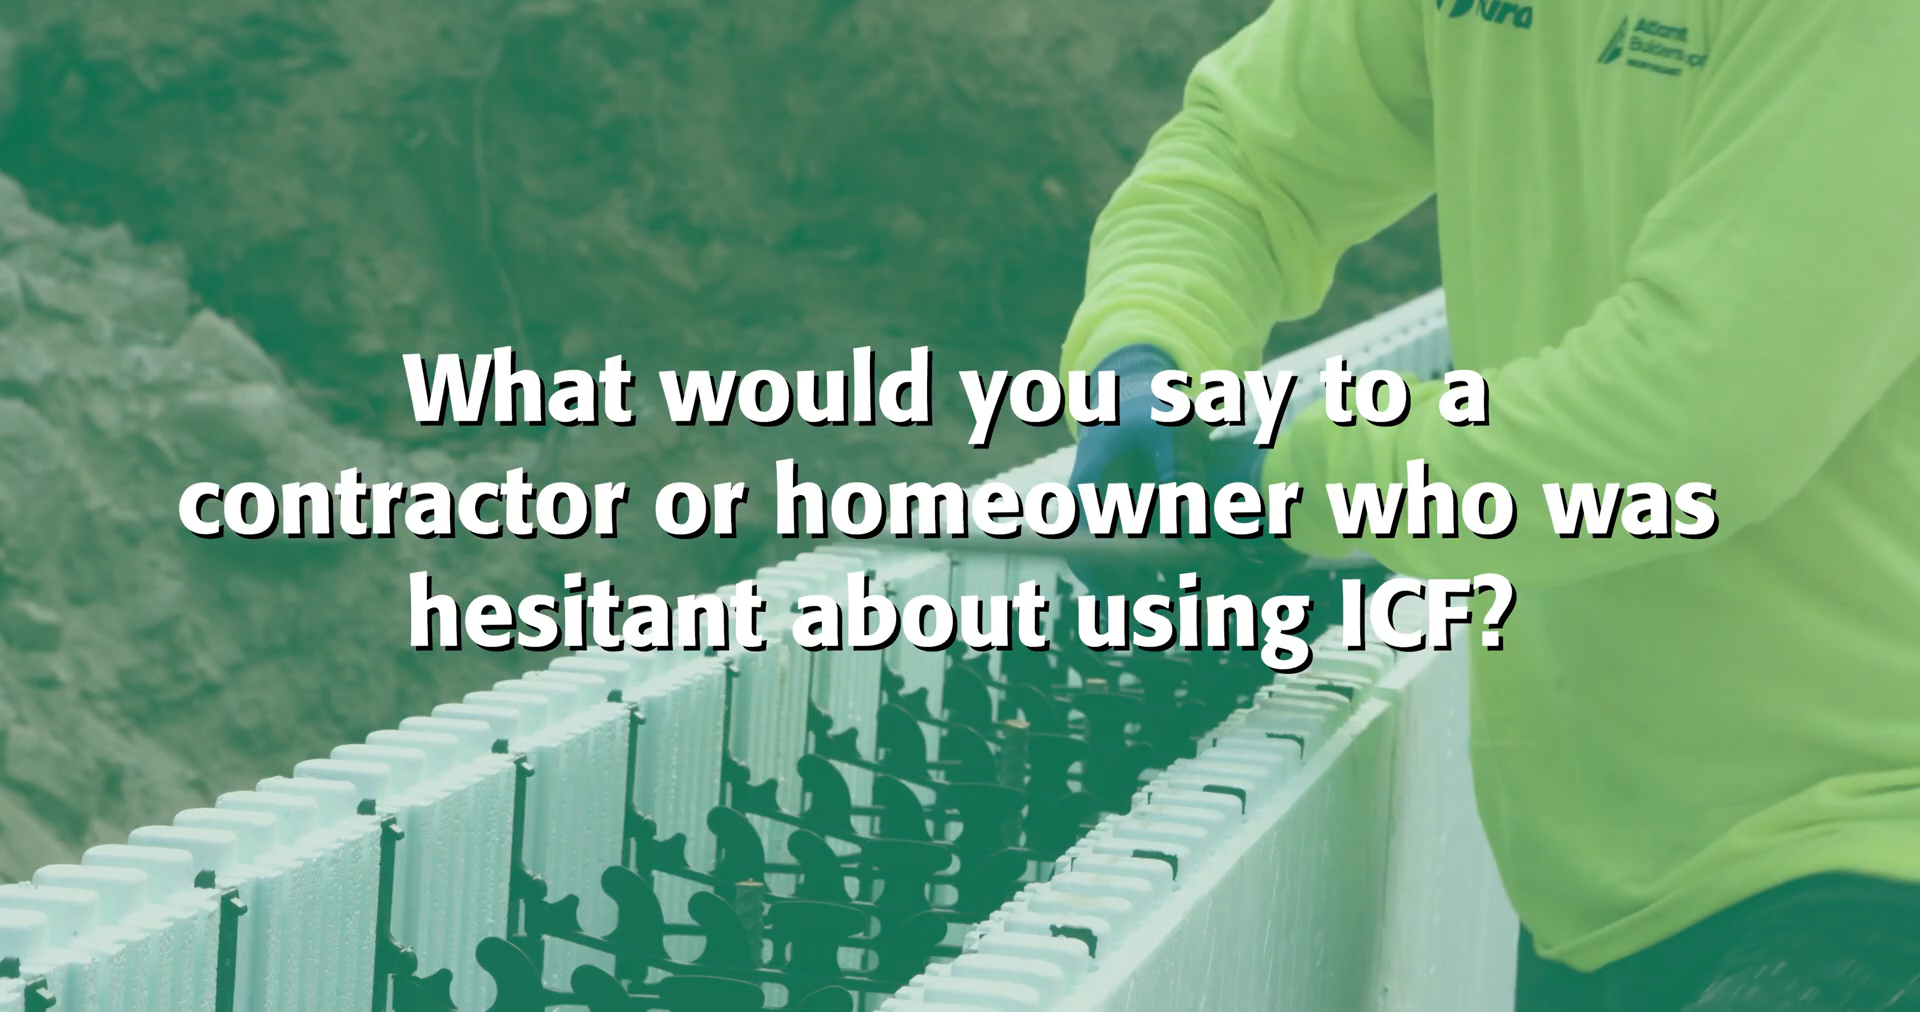 What would you say to a
contractor or homeowner who was
hesitant about using ICF?